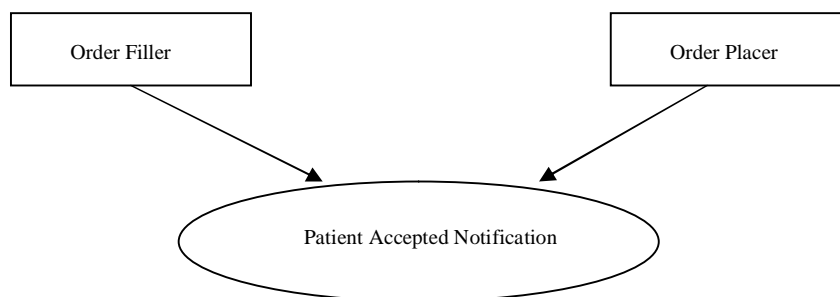 Order Filler
Order Placer
Patient Accepted Notification